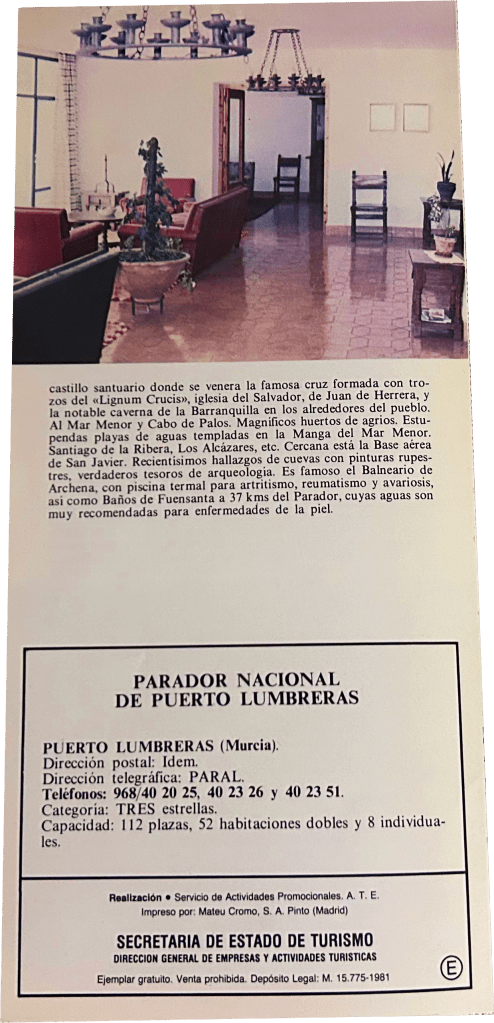 castillo santuario donde se venera la famosa cruz formada con tro-
zos del «Lignum Crucis», iglesia del Salvador, de Juan de Herrera, y
la notable caverna de la Barranquilla en los alrededores del pueblo.
Al Mar Menor y Cabo de Palos. Magníficos huertos de agrios. Estu-
pendas playas de aguas templadas en la Manga del Mar Menor.
Santiago de la Ribera, Los Alcázares, etc. Cercana está la Base aérea
de San Javier. Recientísimos hallazgos de cuevas con pinturas rupes-
tres, verdaderos tesoros de arqueología. Es famoso el Balneario de
Archena, con piscina termal para artritismo, reumatismo y avariosis,
así como Baños de Fuensanta a 37 kms del Parador, cuyas aguas son
muy recomendadas para enfermedades de la piel.
PARADOR NACIONAL
DE PUERTO LUMBRERAS
PUERTO LUMBRERAS (Murcia).
Dirección postal: Idem.
Dirección telegráfica: PARAL.
Teléfonos: 968/40 20 25, 40 23 26 y 40 23 51.
Categoría: TRES estrellas.
Capacidad: 112 plazas, 52 habitaciones dobles y 8 individua-
les.
Realización • Servicio de Actividades Promocionales. A. T. E.
Impreso por: Mateu Cromo, S. A. Pinto (Madrid)
SECRETARIA DE ESTADO DE TURISMO
DIRECCION GENERAL DE EMPRESAS Y ACTIVIDADES TURISTICAS
Ejemplar gratuito. Venta prohibida. Depósito Legal: M. 15.775-1981
E